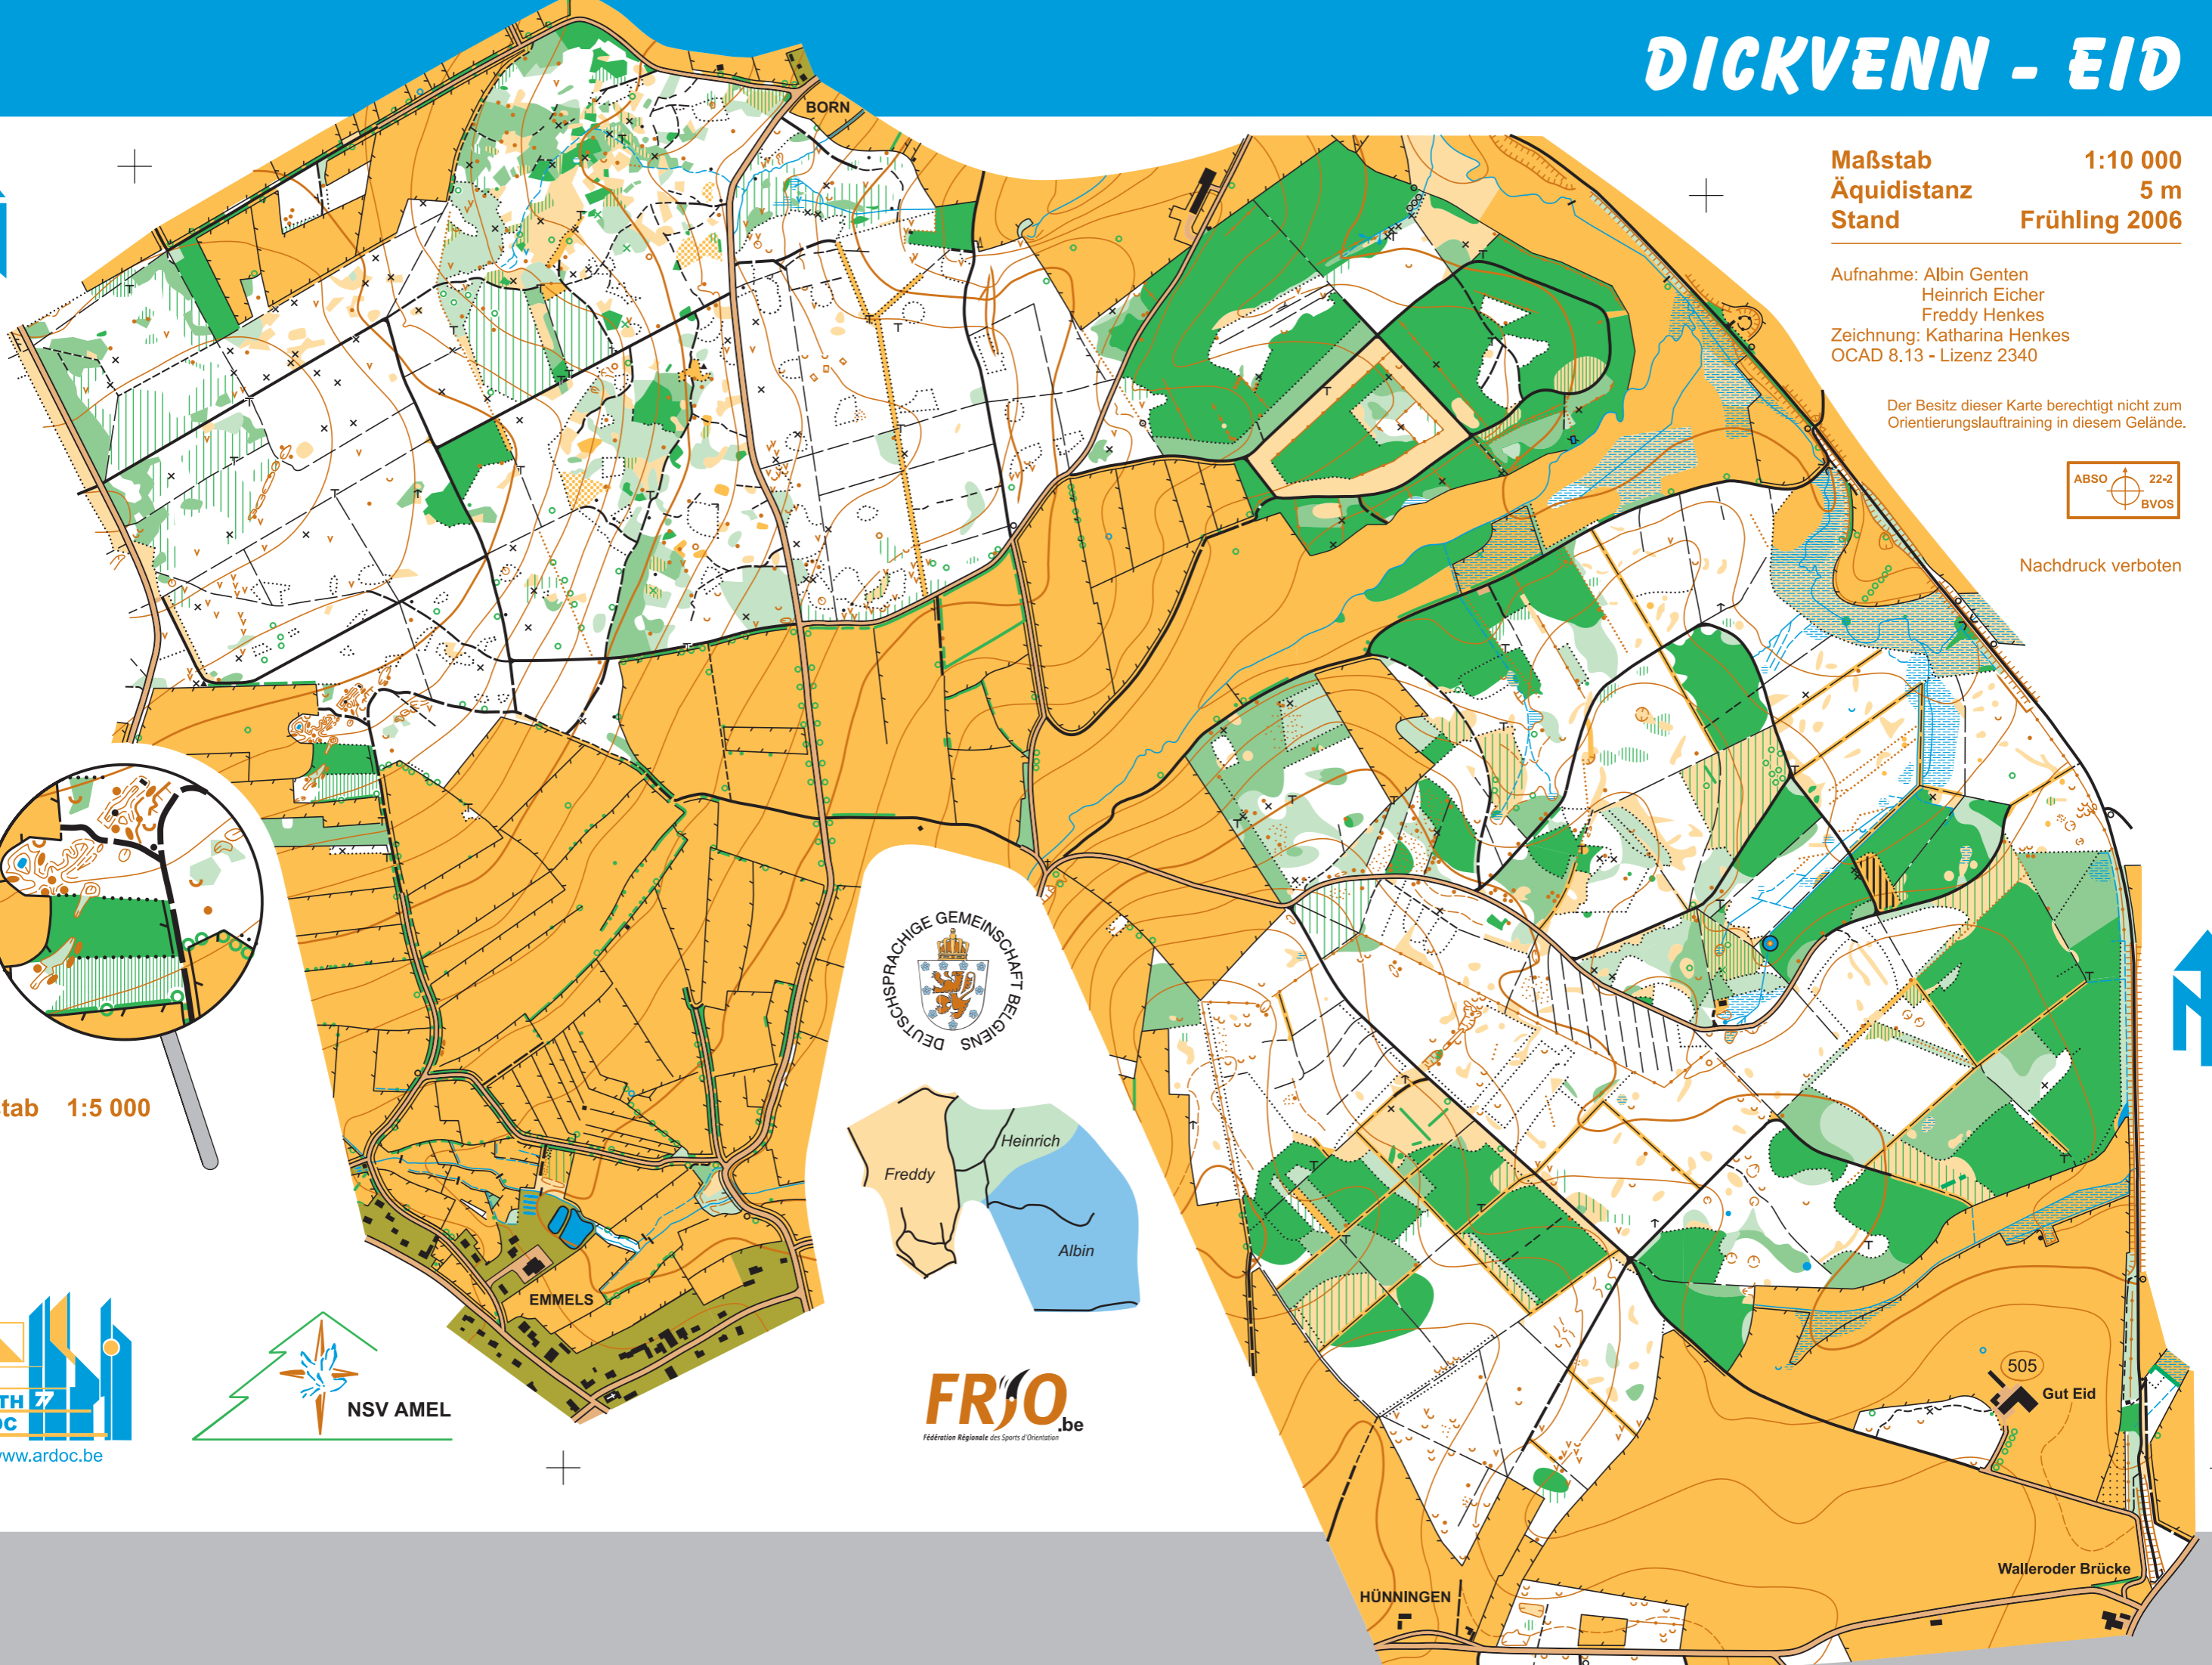 DICKVENN - EID
Maßstab 1:10 000
Äquidistanz 5 m
Stand Frühling 2006
Aufnahme: Albin Genten
Heinrich Eicher
Freddy Henkes
Zeichnung: Katharina Henkes
OCAD 8.13 - Lizenz 2340
Der Besitz dieser Karte berechtigt nicht zum
Orientierungslauftraining in diesem Gelände.
ABSO 22-2
BVOS
Nachdruck verboten
BORN
DEUTSCHSPRACHIGE GEMEINSCHAFT BELGIENS
tab 1:5 000
Heinrich
Freddy
Albin
EMMELS
NSV AMEL
TH 77
OC
www.ardoc.be
FRSO.be
Fédération Régionale des Sports d'Orientation
505
Gut Eid
Walleroder Brücke
HÜNNINGEN